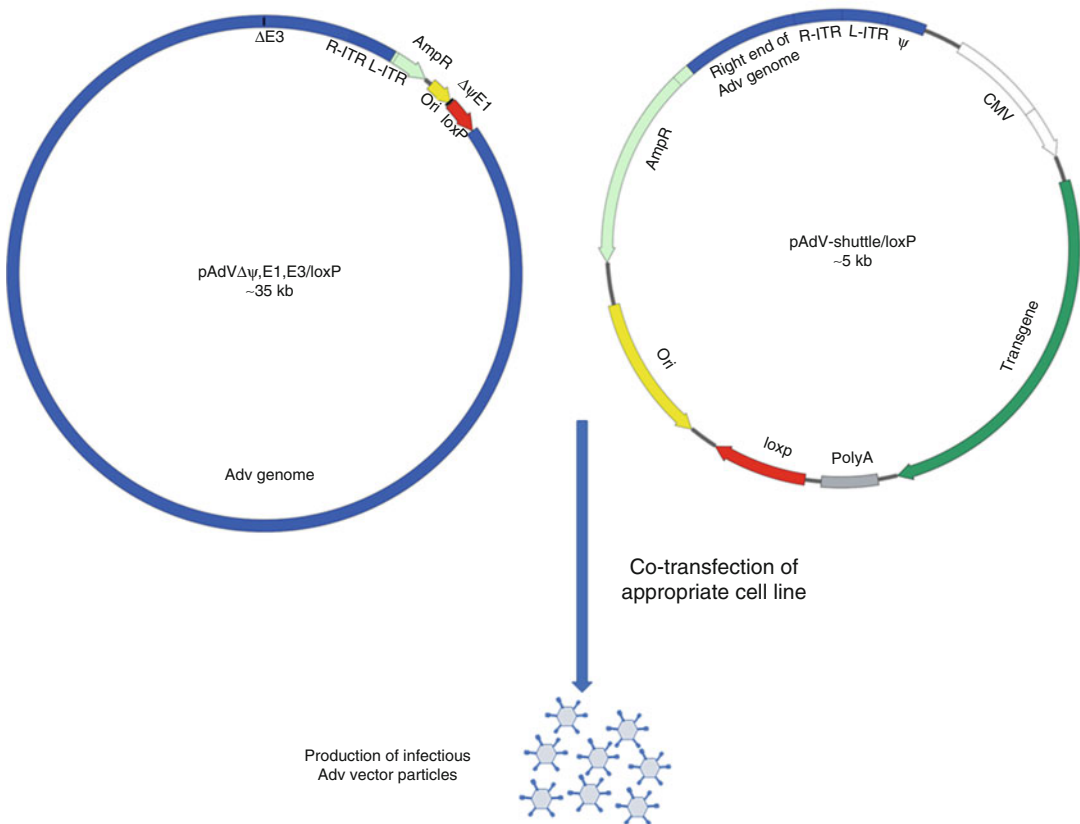 ΔE3
R-ITR L-ITR
AmpR
Ori
ΔψE1
loxP
pAdVΔψ,E1,E3/loxP
~35 kb
Adv genome
Right end of
Adv genome
R-ITR L-ITR ψ
CMV
AmpR
pAdV-shuttle/loxP
~5 kb
Transgene
Ori
loxp
PolyA
Co-transfection of
appropriate cell line
Production of infectious
Adv vector particles